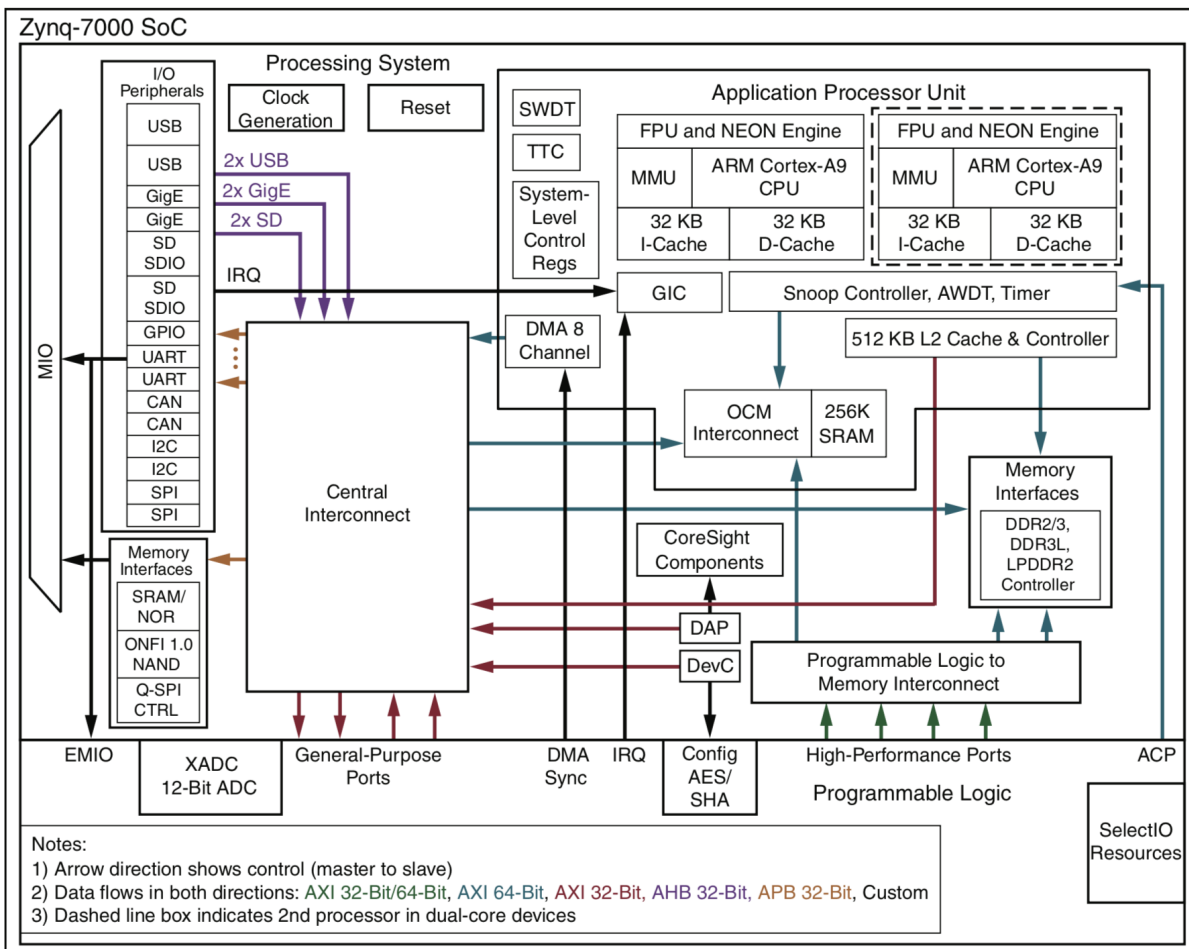 Zynq-7000 SoC
Processing System
I/O
Peripherals
USB
USB
GigE
GigE
SD
SDIO
SD
SDIO
GPIO
UART
UART
CAN
CAN
I2C
I2C
SPI
SPI
MIO
Memory
Interfaces
SRAM/
NOR
ONFI 1.0
NAND
Q-SPI
CTRL
Clock
Generation
Reset
2x USB
2x GigE
2x SD
IRQ
Central
Interconnect
Application Processor Unit
SWDT
TTC
System-
Level
Control
Regs
FPU and NEON Engine
MMU
ARM Cortex-A9
CPU
32 KB
I-Cache
32 KB
D-Cache
FPU and NEON Engine
MMU
ARM Cortex-A9
CPU
32 KB
I-Cache
32 KB
D-Cache
GIC
Snoop Controller, AWDT, Timer
DMA 8
Channel
512 KB L2 Cache & Controller
OCM
Interconnect
256K
SRAM
Memory
Interfaces
DDR2/3,
DDR3L,
LPDDR2
Controller
CoreSight
Components
DAP
DevC
Programmable Logic to
Memory Interconnect
EMIO
XADC
12-Bit ADC
General-Purpose
Ports
DMA
Sync
IRQ
Config
AES/
SHA
High-Performance Ports
ACP
Programmable Logic
SelectIO
Resources
Notes:
1) Arrow direction shows control (master to slave)
2) Data flows in both directions: AXI 32-Bit/64-Bit, AXI 64-Bit, AXI 32-Bit, AHB 32-Bit, APB 32-Bit, Custom
3) Dashed line box indicates 2nd processor in dual-core devices